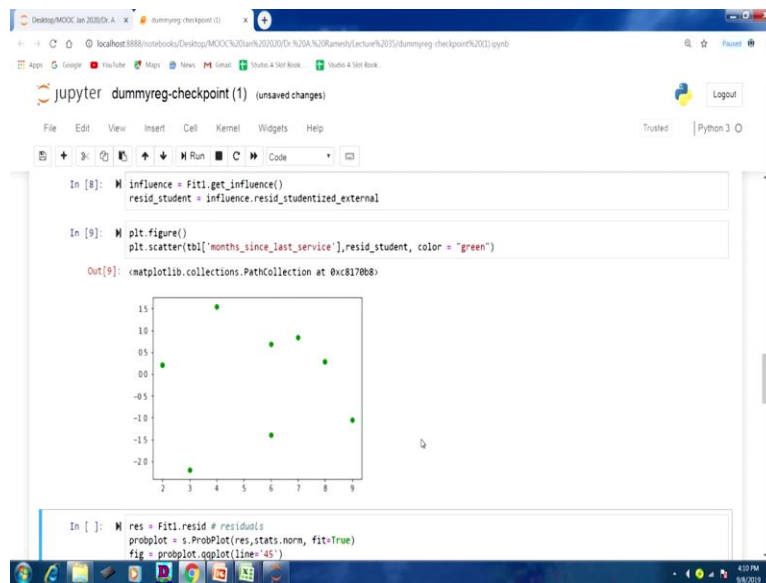 Desktop/MOOC Jan 2020/Dr. A
dummyreg-checkpoint (1)
localhost:8888/notebooks/Desktop/MOOC%20Jan%202020/Dr.%20A.%20Ramesh/Lecture%2035/dummyreg-checkpoint%20(1).ipynb
Paused
Apps Google YouTube Maps News Gmail Studio A Slot Book.. Studio A Slot Book..
jupyter dummyreg-checkpoint (1) (unsaved changes)
Logout
File Edit View Insert Cell Kernel Widgets Help
Trusted Python 3
Run Code
In [8]: influence = Fit1.get_influence()
resid_student = influence.resid_studentized_external
In [9]: plt.figure()
plt.scatter(tbl['months_since_last_service'],resid_student, color = "green")
Out[9]: <matplotlib.collections.PathCollection at 0xc8170b8>
1.5
1.0
0.5
0.0
-0.5
-1.0
-1.5
-2.0
2 3 4 5 6 7 8 9
In [ ]: res = Fit1.resid # residuals
probplot = s.ProbPlot(res,stats.norm, fit=True)
fig = probplot.qqplot(line='45')
4:10 PM
9/8/2019